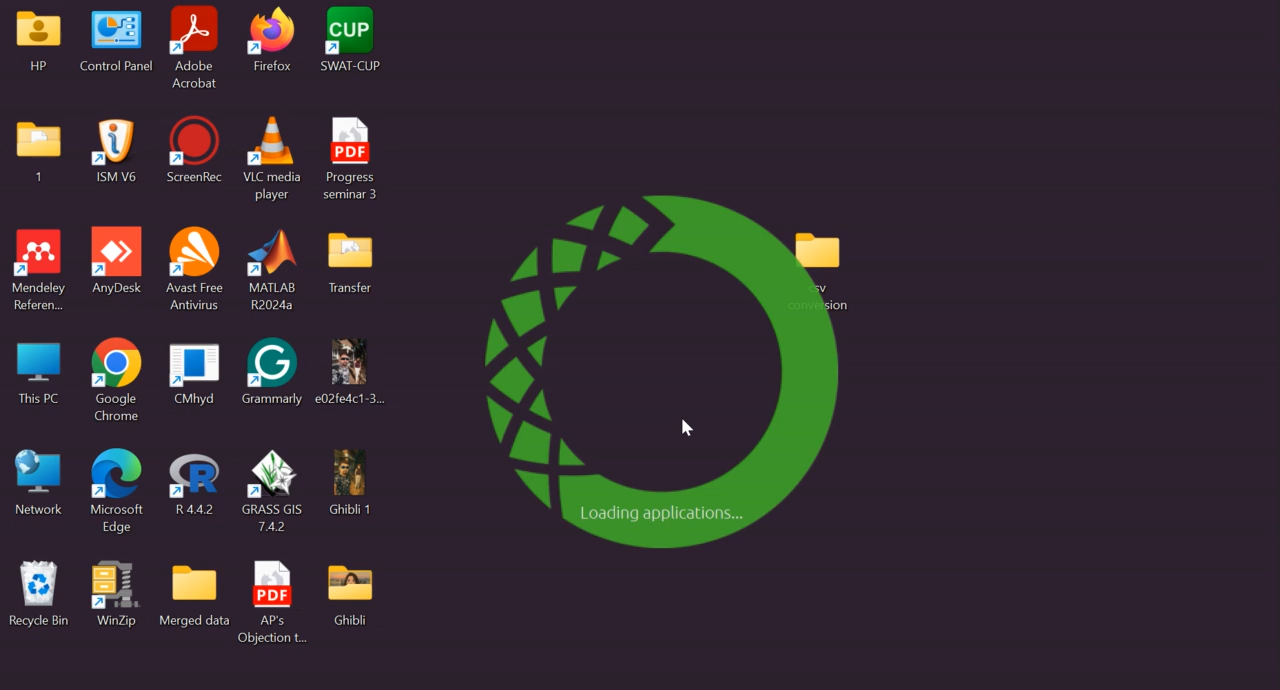 HP
Control Panel
Adobe
Acrobat
Firefox
CUP
SWAT-CUP
1
ISM V6
ScreenRec
VLC media
player
PDF
Progress
seminar 3
Mendeley
Referen...
AnyDesk
Avast Free
Antivirus
MATLAB
R2024a
Transfer
csv
conversion
This PC
Google
Chrome
CMhyd
Grammarly
e02fe4c1-3...
Network
Microsoft
Edge
R 4.4.2
GRASS GIS
7.4.2
Ghibli 1
Loading applications...
Recycle Bin
WinZip
Merged data
PDF
AP's
Objection t...
Ghibli